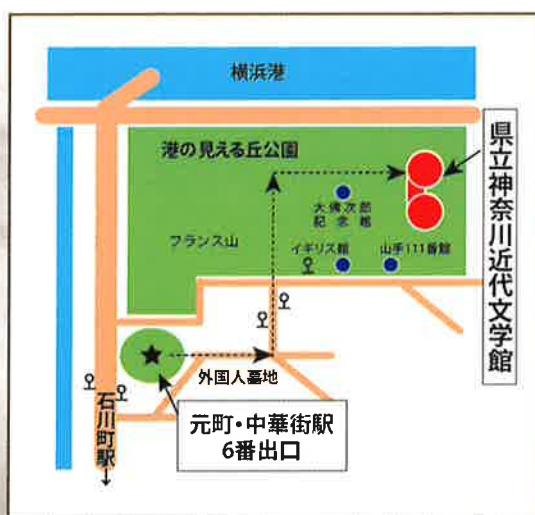 横浜港
港の見える丘公園
県立神奈川近代文学館
大佛次郎
記念館
フランス山
イギリス館
山手111番館
外国人墓地
元町・中華街駅
6番出口
石川町駅